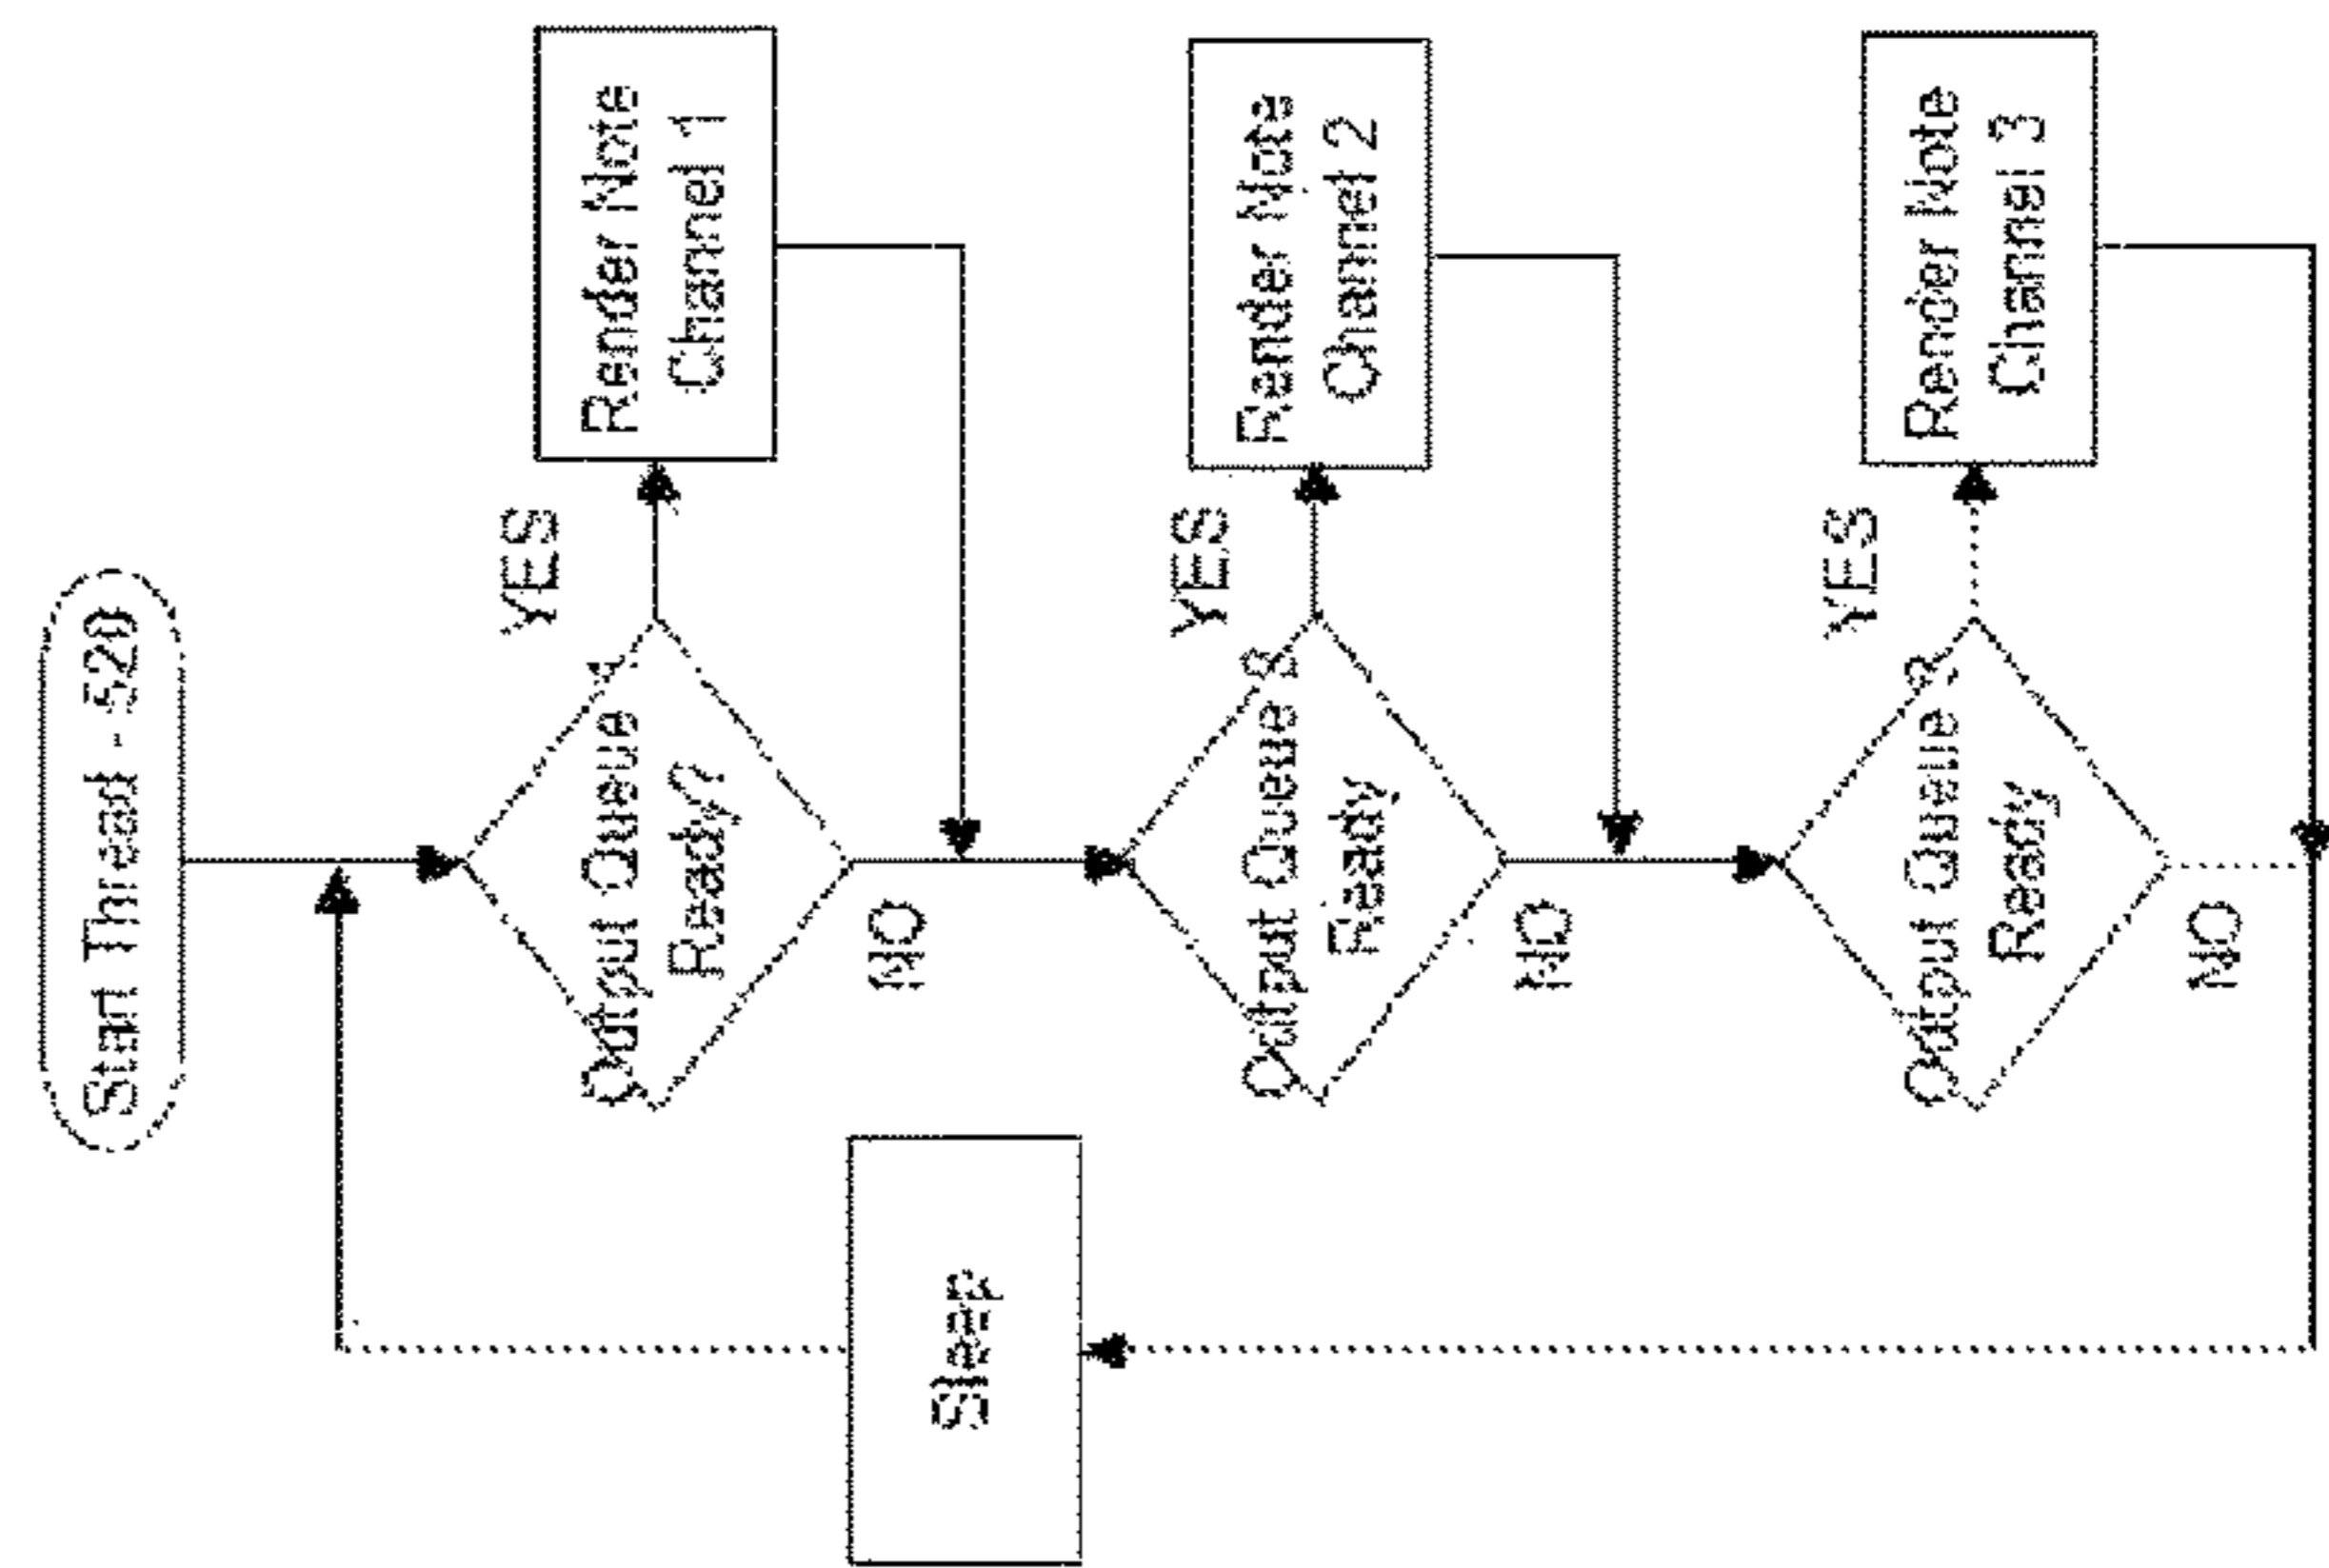 Start Thread - 520
Output Queue 1
Ready?
YES
Render Note
Channel 1
NO
Output Queue 2
Ready
YES
Render Note
Channel 2
NO
Output Queue 3
Ready
YES
Render Note
Channel 3
NO
Sleep